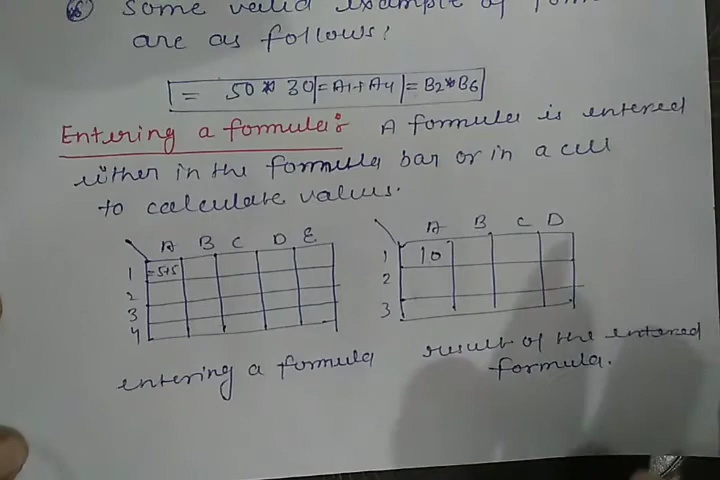 ⑥ Some valid example of
are as follows:
= 50 * 30 | = A1+A4 | = B2*B6
Entering a formula: A formula is entered
either in the formula bar or in a cell
to calculate values.
A B C D E
1 =5+5
2
3
4
A B C D
1 10
2
3
entering a formula
result of the entered
formula.